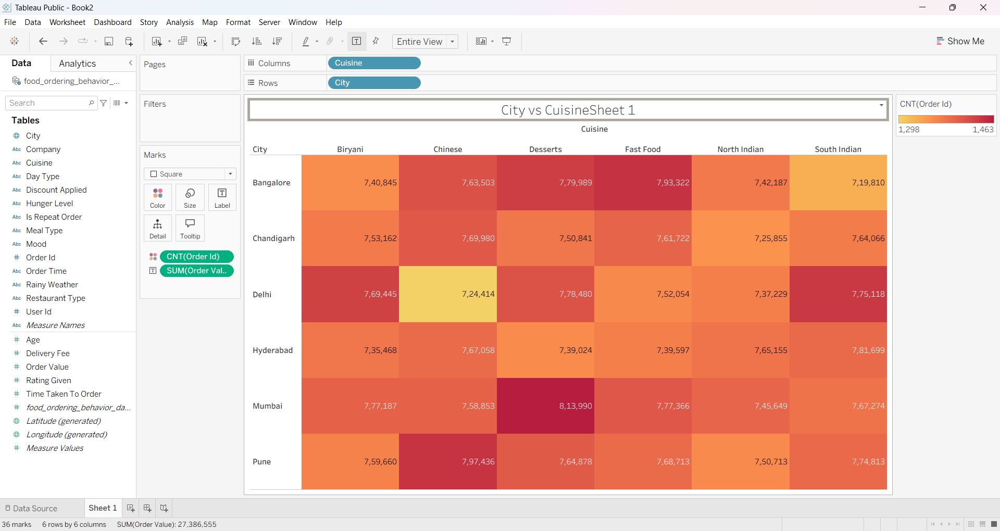 Tableau Public - Book2
File Data Worksheet Dashboard Story Analysis Map Format Server Window Help
Entire View
Show Me
Data Analytics
food_ordering_behavior_...
Search
Tables
City
Abc Company
Abc Cuisine
Abc Day Type
Abc Discount Applied
Abc Hunger Level
Abc Is Repeat Order
Abc Meal Type
Abc Mood
# Order Id
Abc Order Time
Abc Rainy Weather
Abc Restaurant Type
# User Id
Abc Measure Names
# Age
# Delivery Fee
# Order Value
# Rating Given
# Time Taken To Order
# food_ordering_behavior_da...
Latitude (generated)
Longitude (generated)
# Measure Values
Pages
Filters
Marks
Square
Color Size Label
Detail Tooltip
CNT(Order Id)
SUM(Order Val..
Columns Cuisine
Rows City
City vs CuisineSheet 1
Cuisine
City Biryani Chinese Desserts Fast Food North Indian South Indian
Bangalore 7,40,845 7,63,503 7,79,989 7,93,322 7,42,187 7,19,810
Chandigarh 7,53,162 7,69,980 7,50,841 7,61,722 7,25,855 7,64,066
Delhi 7,69,445 7,24,414 7,78,480 7,52,054 7,37,229 7,75,118
Hyderabad 7,35,468 7,67,058 7,39,024 7,39,597 7,65,155 7,81,699
Mumbai 7,77,187 7,58,853 8,13,990 7,77,366 7,45,649 7,67,274
Pune 7,59,660 7,97,436 7,64,878 7,68,713 7,50,713 7,74,813
CNT(Order Id)
1,298 1,463
Data Source Sheet 1
36 marks 6 rows by 6 columns SUM(Order Value): 27,386,555